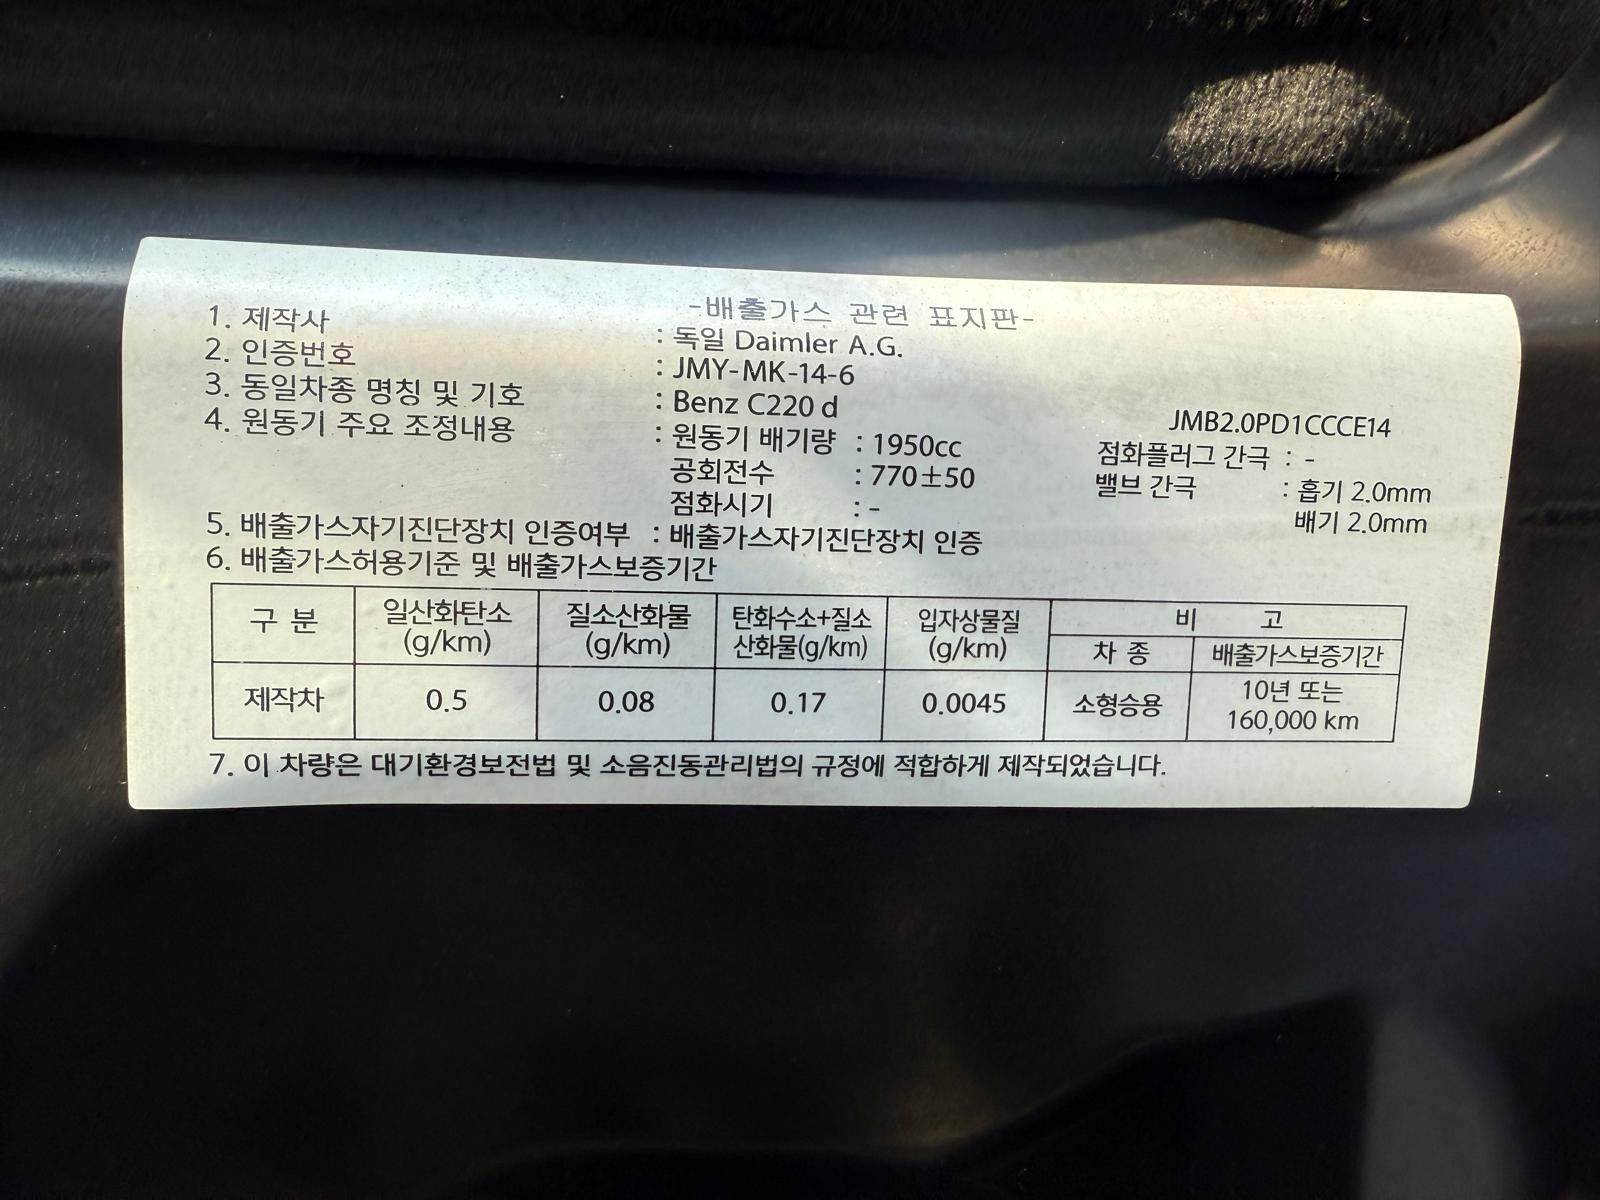 -배출가스 관련 표지판-
1. 제작사 : 독일 Daimler A.G.
2. 인증번호 : JMY-MK-14-6
3. 동일차종 명칭 및 기호 : Benz C220 d JMB2.0PD1CCCE14
4. 원동기 주요 조정내용 : 원동기 배기량 : 1950cc 점화플러그 간극 : -
공회전수 : 770±50 밸브 간극 : 흡기 2.0mm
점화시기 : - 배기 2.0mm
5. 배출가스자기진단장치 인증여부 : 배출가스자기진단장치 인증
6. 배출가스허용기준 및 배출가스보증기간
구 분 일산화탄소 (g/km) 질소산화물 (g/km) 탄화수소+질소 산화물(g/km) 입자상물질 (g/km) 비 고
차 종 배출가스보증기간
제작차 0.5 0.08 0.17 0.0045 소형승용 10년 또는 160,000 km
7. 이 차량은 대기환경보전법 및 소음진동관리법의 규정에 적합하게 제작되었습니다.